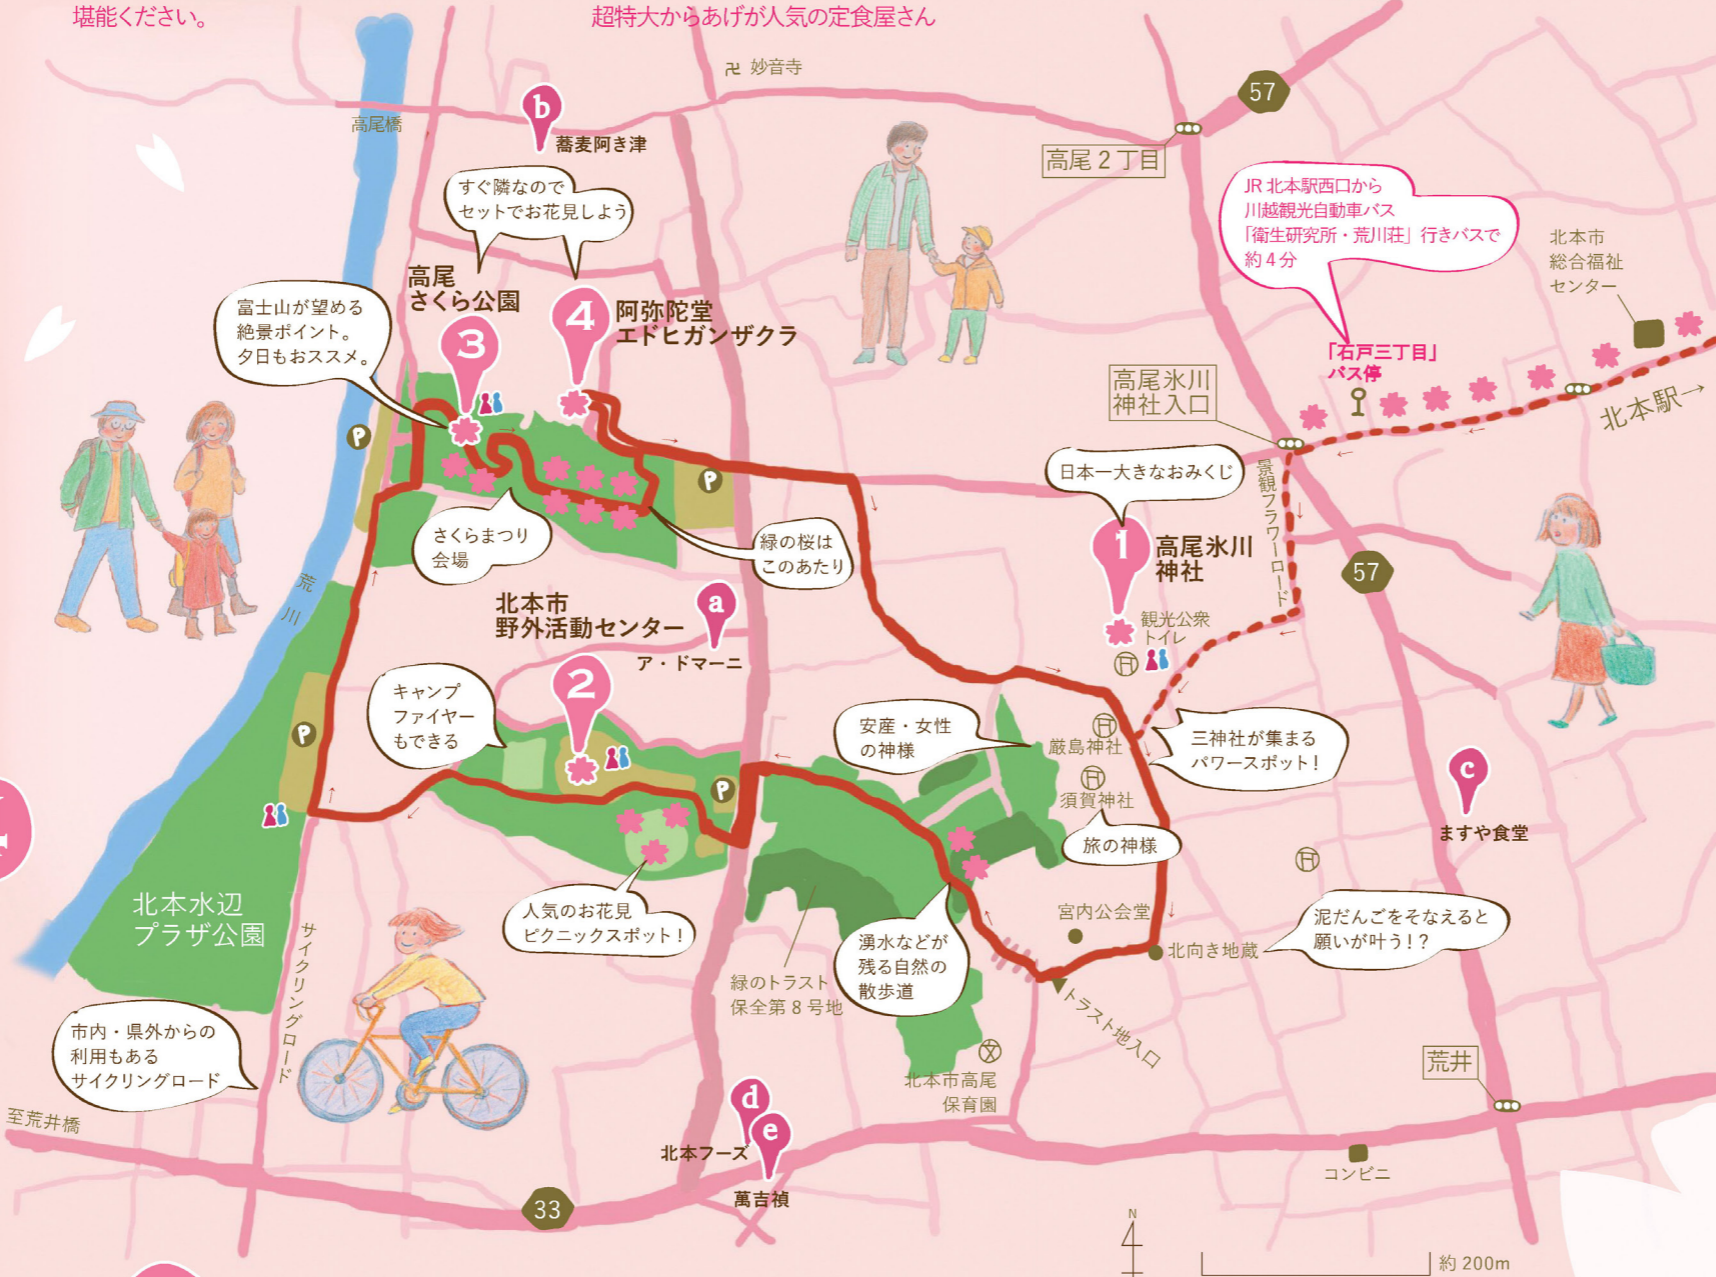 堪能ください。
超特大からあげが人気の定食屋さん
卍 妙音寺
57
b
蕎麦阿き津
高尾橋
高尾2丁目
すぐ隣なので
セットでお花見しよう
JR北本駅西口から
川越観光自動車バス
「衛生研究所・荒川荘」行きバスで
約4分
北本市
総合福祉
センター
高尾
さくら公園
3
4
阿弥陀堂
エドヒガンザクラ
富士山が望める
絶景ポイント。
夕日もおススメ。
「石戸三丁目」
バス停
高尾氷川
神社入口
北本駅→
P
P
日本一大きなおみくじ
景観フラワーロード
さくらまつり
会場
緑の桜は
このあたり
1
高尾氷川
神社
57
荒川
北本市
野外活動センター
a
ア・ドマーニ
観光公衆
トイレ
2
キャンプ
ファイヤー
もできる
P
P
安産・女性
の神様
厳島神社
三神社が集まる
パワースポット!
須賀神社
旅の神様
c
ますや食堂
北本水辺
プラザ公園
人気のお花見
ピクニックスポット!
宮内公会堂
北向き地蔵
泥だんごをそなえると
願いが叶う!?
湧水などが
残る自然の
散歩道
緑のトラスト
保全第8号地
トラスト地入口
サイクリングロード
市内・県外からの
利用もある
サイクリングロード
文
北本市高尾
保育園
荒井
至荒井橋
d
e
北本フーズ
萬吉禎
コンビニ
33
N
約200m